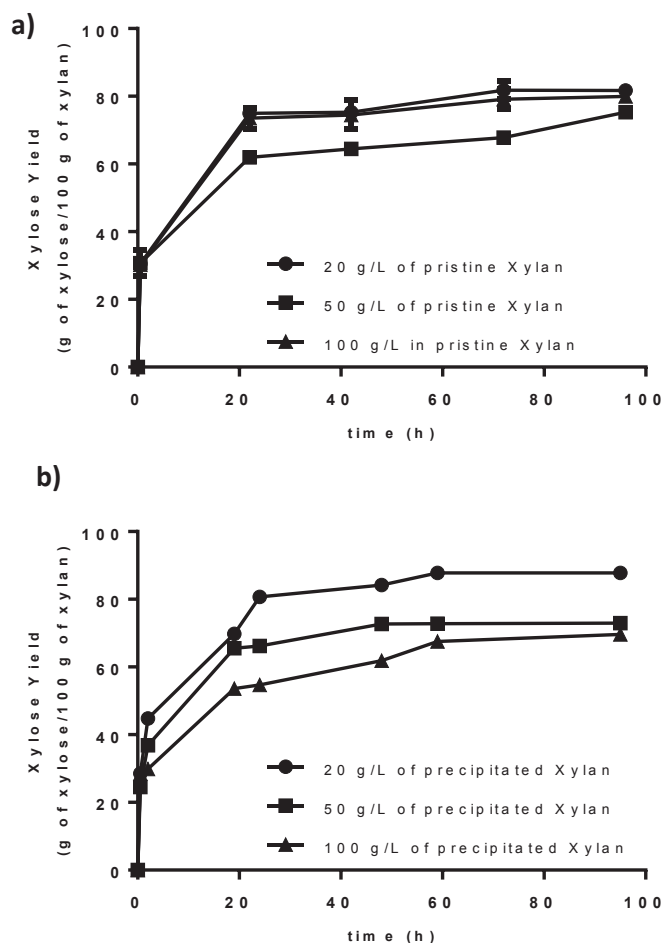 a)
100
80
60
40
20
0
Xylose Yield
(g of xylose/100 g of xylan)
20 g/L of pristine Xylan
50 g/L of pristine Xylan
100 g/L in pristine Xylan
0 20 40 60 80 100
time (h)
b)
100
80
60
40
20
0
Xylose Yield
(g of xylose/100 g of xylan)
20 g/L of precipitated Xylan
50 g/L of precipitated Xylan
100 g/L of precipitated Xylan
0 20 40 60 80 100
time (h)